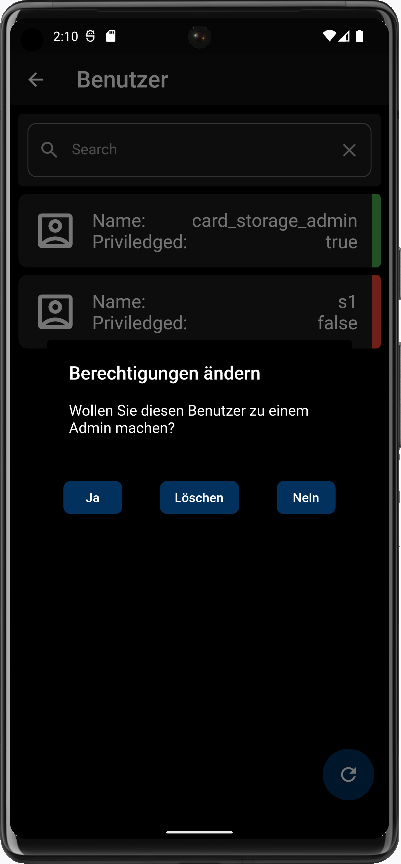 2:10
Benutzer
Search
Name: card_storage_admin
Priviledged: true
Name: s1
Priviledged: false
Berechtigungen ändern
Wollen Sie diesen Benutzer zu einem
Admin machen?
Ja Löschen Nein